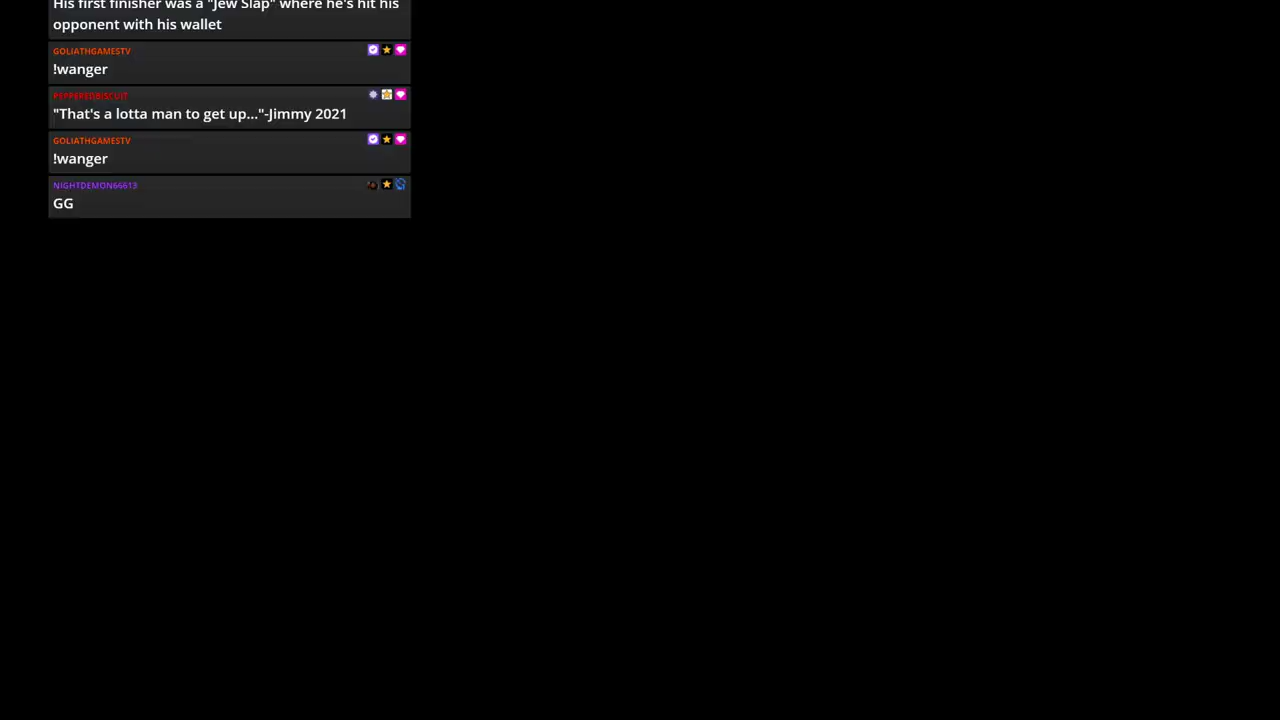 His first finisher was a "Jew Slap" where he's hit his
opponent with his wallet
GOLIATHGAMESTV
!wanger
PEPPEREDBISCUIT
"That's a lotta man to get up..."-Jimmy 2021
GOLIATHGAMESTV
!wanger
NIGHTDEMON66613
GG